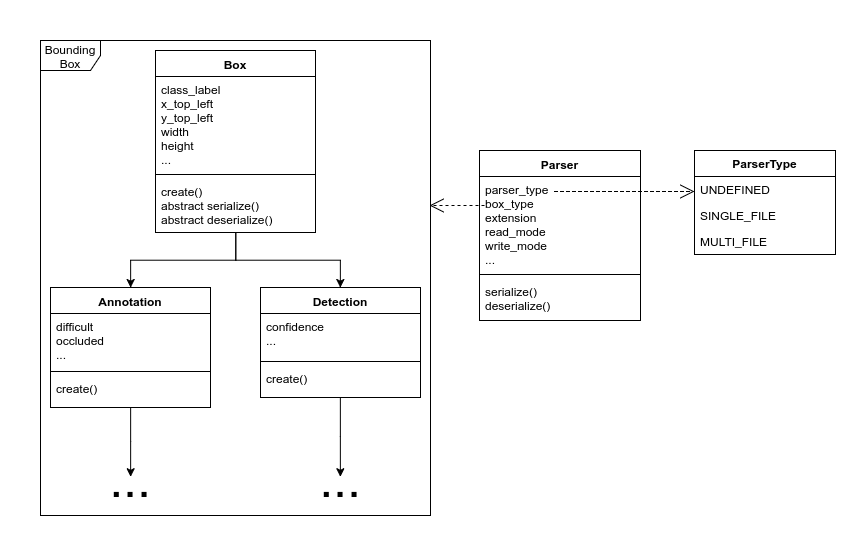 Bounding
Box
Box
class_label
x_top_left
y_top_left
width
height
...
create()
abstract serialize()
abstract deserialize()
Annotation
difficult
occluded
...
create()
...
Detection
confidence
...
create()
...
Parser
parser_type
box_type
extension
read_mode
write_mode
...
serialize()
deserialize()
ParserType
UNDEFINED
SINGLE_FILE
MULTI_FILE